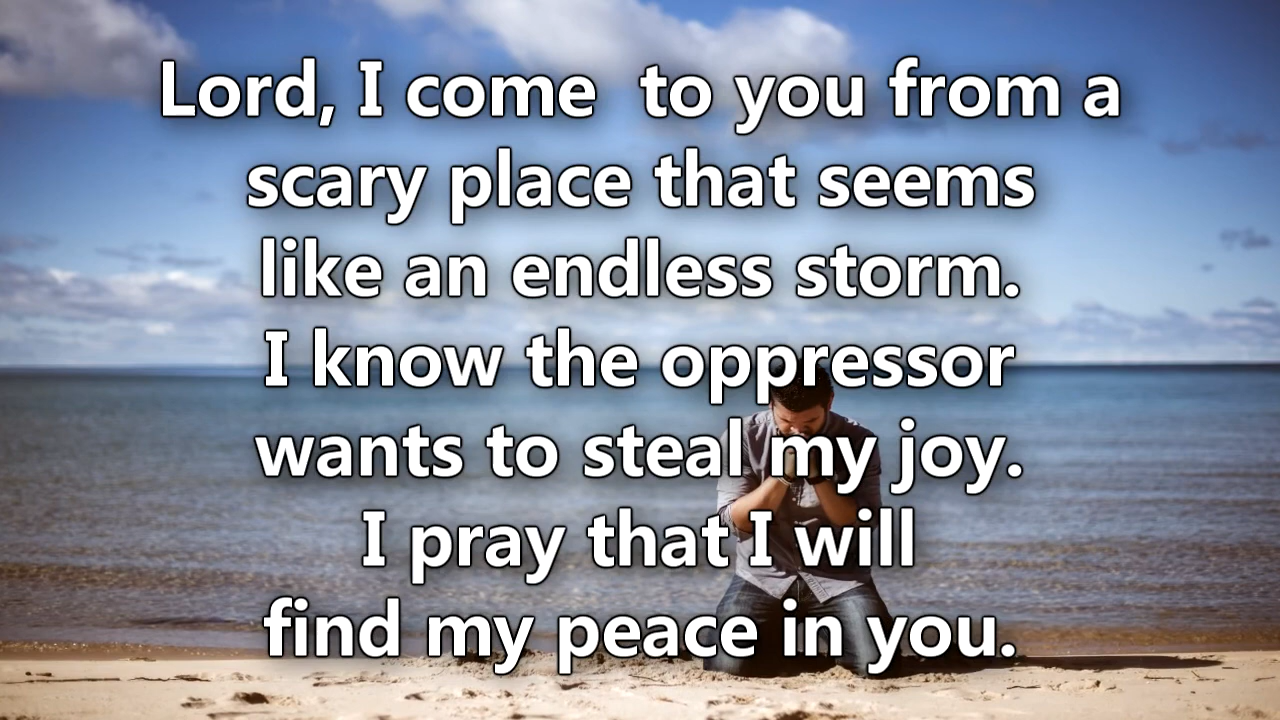 Lord, I come  to you from a
scary place that seems
like an endless storm.
I know the oppressor
wants to steal my joy.
I pray that I will
find my peace in you.